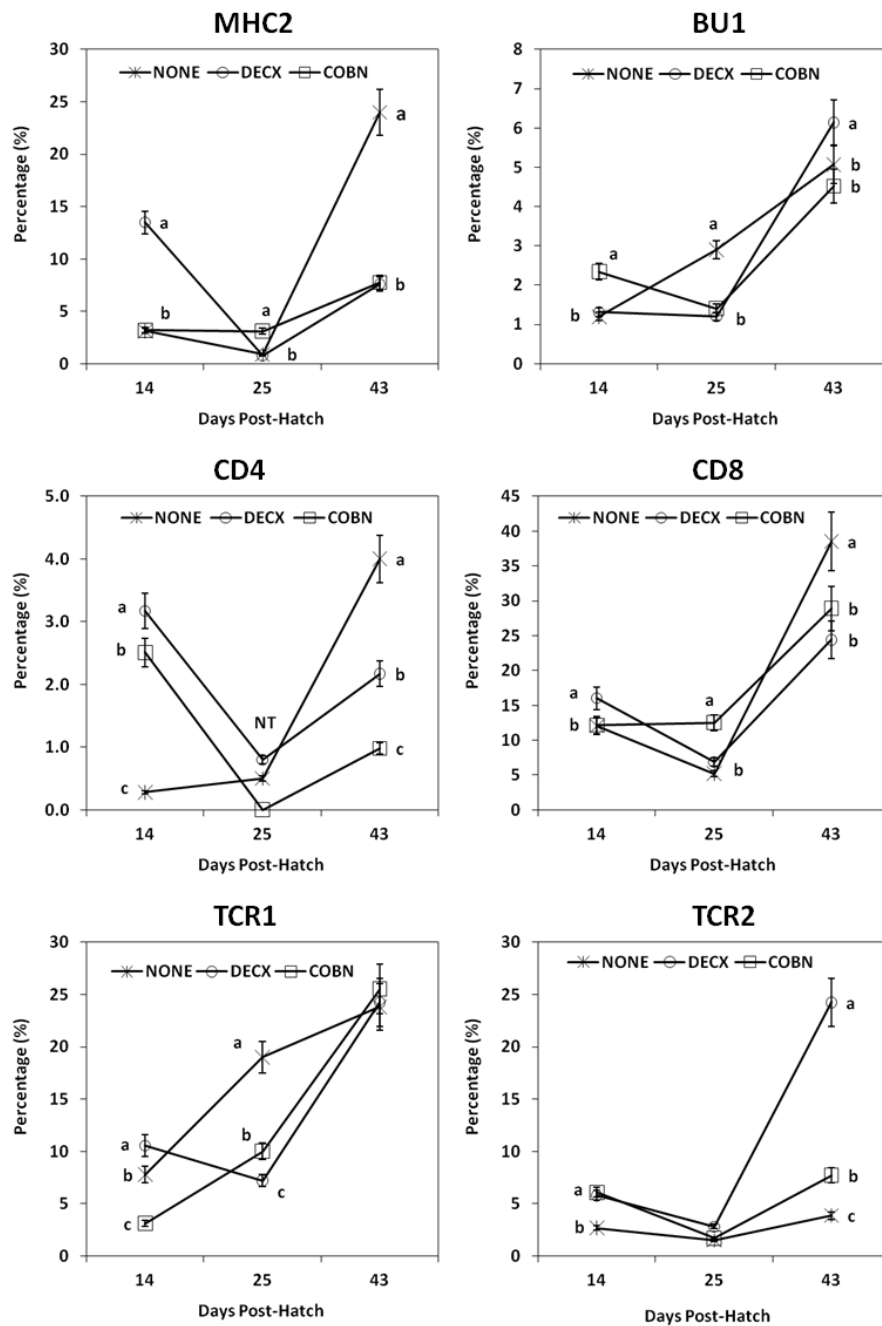 MHC2
NONE DECX COBN
30
25
20
15
10
5
0
Percentage (%)
a
a
a
b
b
b
14 25 43
Days Post-Hatch
BU1
NONE DECX COBN
8
7
6
5
4
3
2
1
0
Percentage (%)
a
b
b
a
a
b
b
14 25 43
Days Post-Hatch
CD4
NONE DECX COBN
5.0
4.0
3.0
2.0
1.0
0.0
Percentage (%)
a
a
b
b
NT
c
c
14 25 43
Days Post-Hatch
CD8
NONE DECX COBN
45
40
35
30
25
20
15
10
5
0
Percentage (%)
a
b
b
a
a
b
b
14 25 43
Days Post-Hatch
TCR1
NONE DECX COBN
30
25
20
15
10
5
0
Percentage (%)
a
a
b
b
c
c
14 25 43
Days Post-Hatch
TCR2
NONE DECX COBN
30
25
20
15
10
5
0
Percentage (%)
a
a
b
b
c
14 25 43
Days Post-Hatch